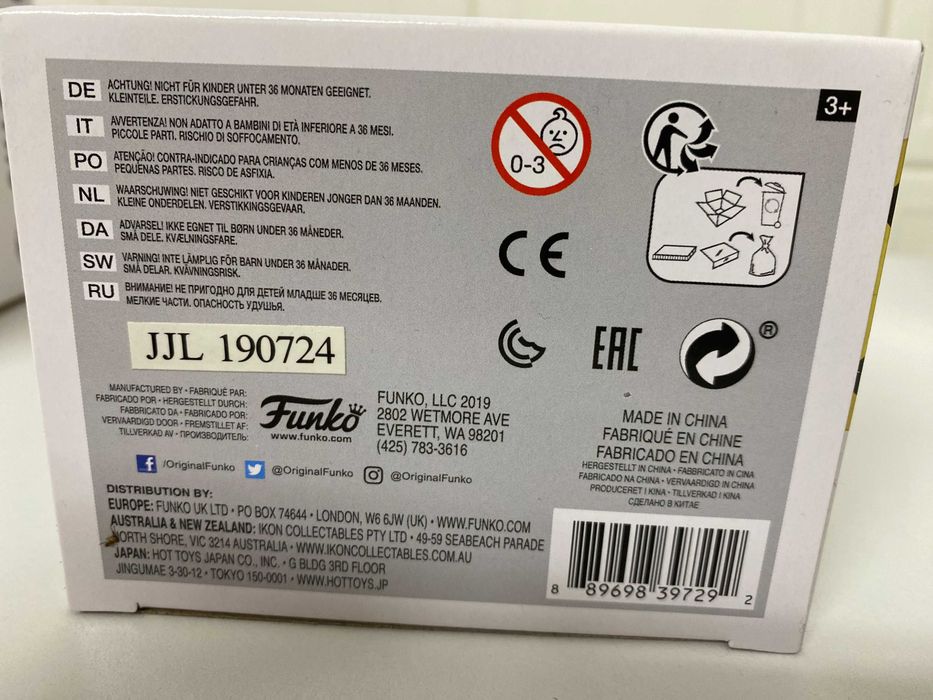 3+
DE ACHTUNG! NICHT FÜR KINDER UNTER 36 MONATEN GEEIGNET.
KLEINTEILE. ERSTICKUNGSGEFAHR.
IT AVVERTENZA! NON ADATTO A BAMBINI DI ETÀ INFERIORE A 36 MESI.
PICCOLE PARTI. RISCHIO DI SOFFOCAMENTO.
PO ATENÇÃO! CONTRA-INDICADO PARA CRIANÇAS COM MENOS DE 36 MESES.
PEQUENAS PARTES. RISCO DE ASFIXIA.
NL WAARSCHUWING! NIET GESCHIKT VOOR KINDEREN JONGER DAN 36 MAANDEN.
KLEINE ONDERDELEN. VERSTIKKINGSGEVAAR.
DA ADVARSEL! IKKE EGNET TIL BØRN UNDER 36 MÅNEDER.
SMÅ DELE. KVÆLNINGSFARE.
SW VARNING! INTE LÄMPLIG FÖR BARN UNDER 36 MÅNADER.
SMÅ DELAR. KVÄVNINGSRISK.
RU ВНИМАНИЕ! НЕ ПРИГОДНО ДЛЯ ДЕТЕЙ МЛАДШЕ 36 МЕСЯЦЕВ.
МЕЛКИЕ ЧАСТИ. ОПАСНОСТЬ УДУШЬЯ.
0-3
CE
EAC
®
JJL 190724
MANUFACTURED BY • FABRIQUÉ PAR:
FABRICADO POR • HERGESTELLT DURCH:
FABBRICATO DA • FABRICADO POR:
VERVAARDIGD DOOR • FREMSTILLET AF:
TILLVERKAD AV • ПРОИЗВОДИТЕЛЬ:
Funko
www.funko.com
FUNKO, LLC 2019
2802 WETMORE AVE
EVERETT, WA 98201
(425) 783-3616
f /OriginalFunko @OriginalFunko @OriginalFunko
MADE IN CHINA
FABRIQUÉ EN CHINE
FABRICADO EN CHINA
HERGESTELLT IN CHINA • FABBRICATO IN CINA
FABRICADO NA CHINA • VERVAARDIGD IN CHINA
PRODUCERET I KINA • TILLVERKAD I KINA
СДЕЛАНО В КИТАЕ
DISTRIBUTION BY:
EUROPE: FUNKO UK LTD • PO BOX 74644 • LONDON, W6 6JW (UK) • WWW.FUNKO.COM
AUSTRALIA & NEW ZEALAND: IKON COLLECTABLES PTY LTD • 49-59 SEABEACH PARADE
NORTH SHORE, VIC 3214 AUSTRALIA • WWW.IKONCOLLECTABLES.COM.AU
JAPAN: HOT TOYS JAPAN CO., INC. • G BLDG 3RD FLOOR
JINGUMAE 3-30-12 • TOKYO 150-0001 • WWW.HOTTOYS.JP
8 89698 39729 2